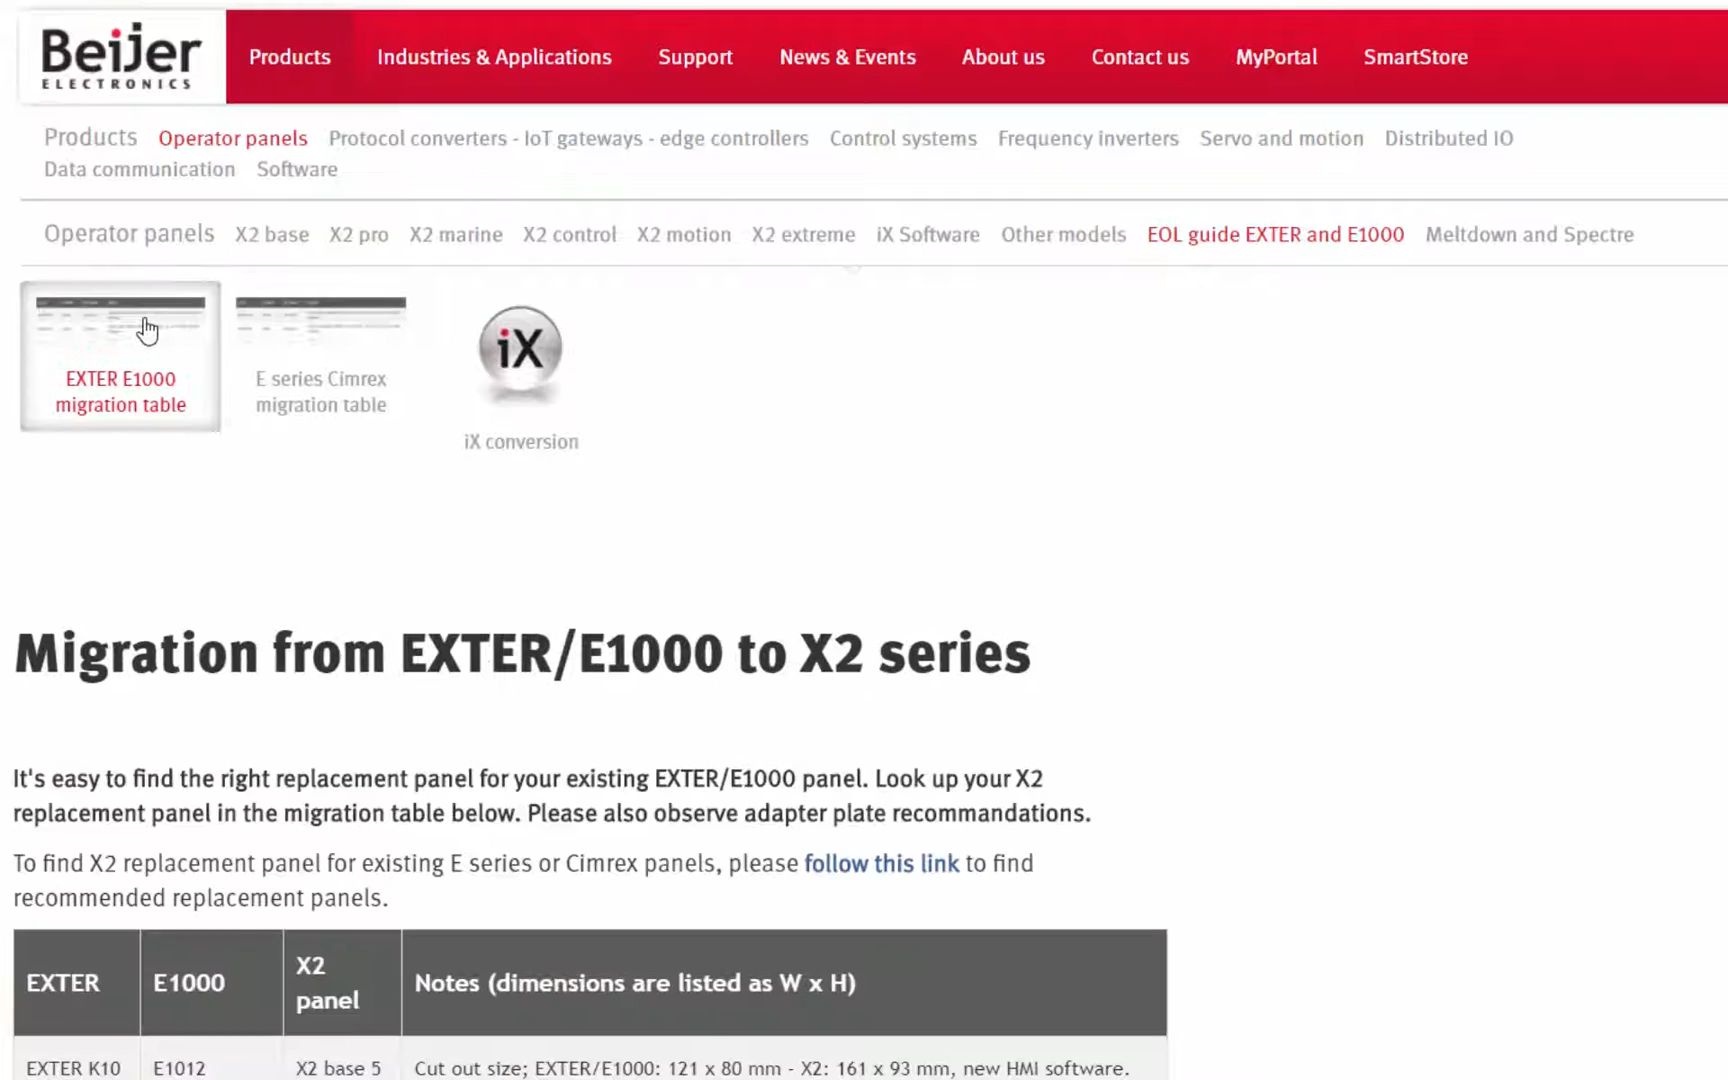 Beijer
ELECTRONICS
Products Industries & Applications Support News & Events About us Contact us MyPortal SmartStore
Products Operator panels Protocol converters - IoT gateways - edge controllers Control systems Frequency inverters Servo and motion Distributed IO
Data communication Software
Operator panels X2 base X2 pro X2 marine X2 control X2 motion X2 extreme iX Software Other models EOL guide EXTER and E1000 Meltdown and Spectre
EXTER E1000
migration table
E series Cimrex
migration table
iX
iX conversion
Migration from EXTER/E1000 to X2 series
It's easy to find the right replacement panel for your existing EXTER/E1000 panel. Look up your X2
replacement panel in the migration table below. Please also observe adapter plate recommandations.
To find X2 replacement panel for existing E series or Cimrex panels, please follow this link to find
recommended replacement panels.
EXTER E1000 X2 panel Notes (dimensions are listed as W x H)
EXTER K10 E1012 X2 base 5 Cut out size; EXTER/E1000: 121 x 80 mm - X2: 161 x 93 mm, new HMI software.